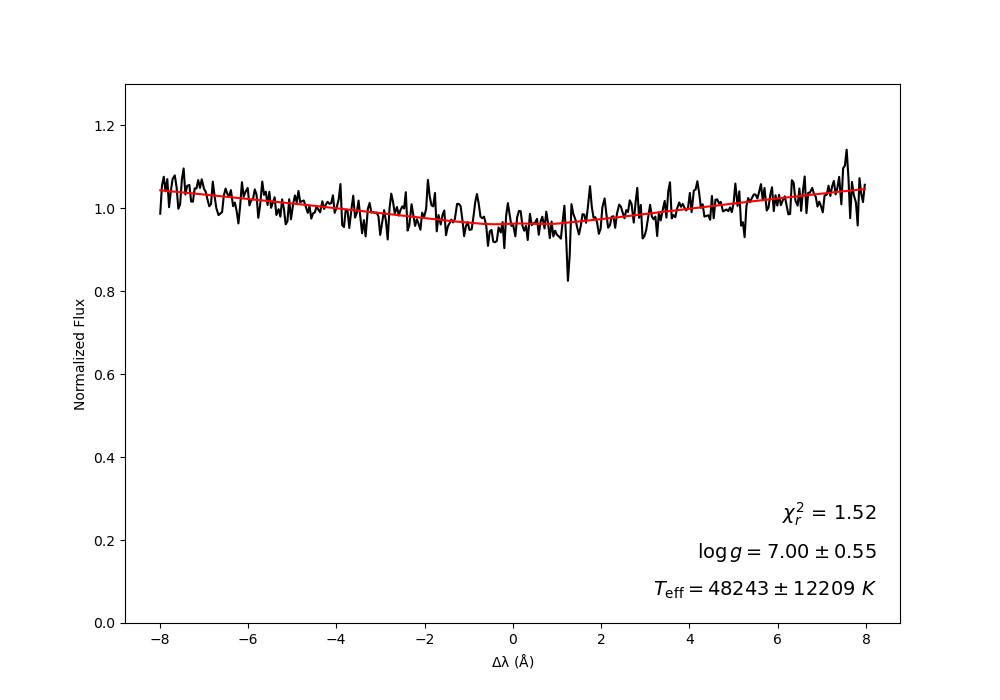 1.2
1.0
0.8
0.6
0.4
0.2
0.0
Normalized Flux
χ²ᵣ = 1.52
log g = 7.00 ± 0.55
T_eff = 48243 ± 12209 K
−8 −6 −4 −2 0 2 4 6 8
Δλ (Å)